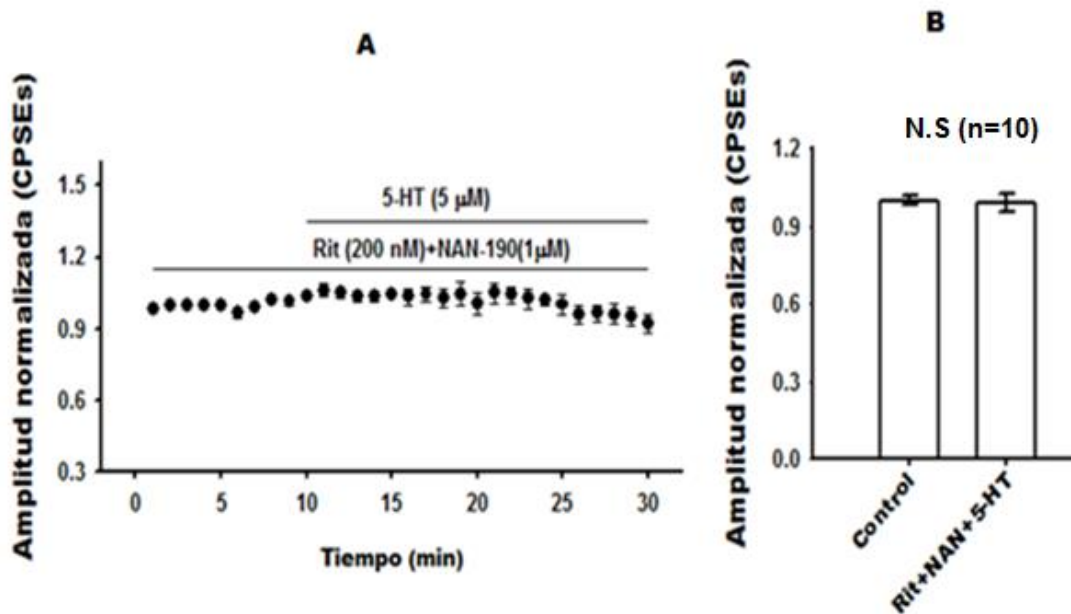 A
Amplitud normalizada (CPSEs)
1.5
1.2
0.9
0.6
0.3
5-HT (5 µM)
Rit (200 nM)+NAN-190(1µM)
0 5 10 15 20 25 30
Tiempo (min)
B
Amplitud normalizada (CPSEs)
N.S (n=10)
1.2
0.9
0.6
0.3
0.0
Control
Rit+NAN+5-HT